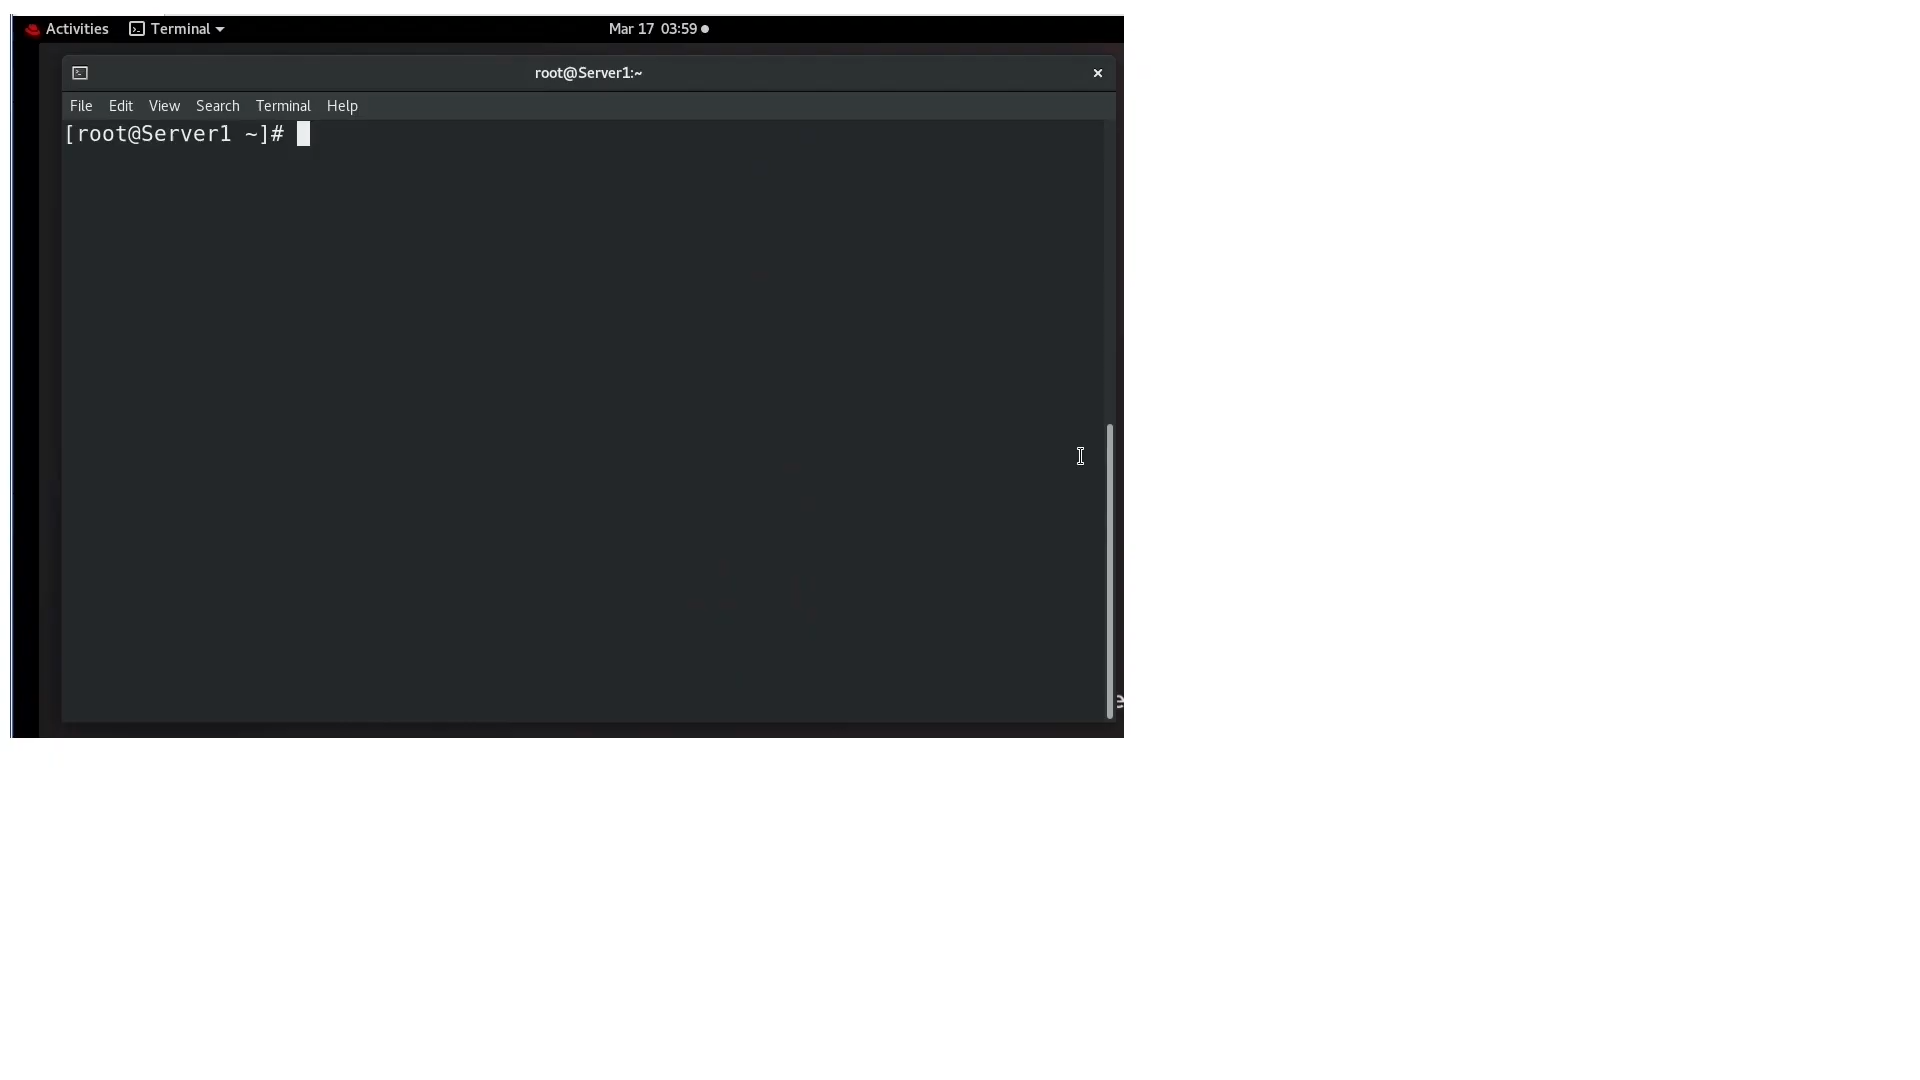 Activities Terminal Mar 17 03:59
root@Server1:~
File Edit View Search Terminal Help
[root@Server1 ~]#